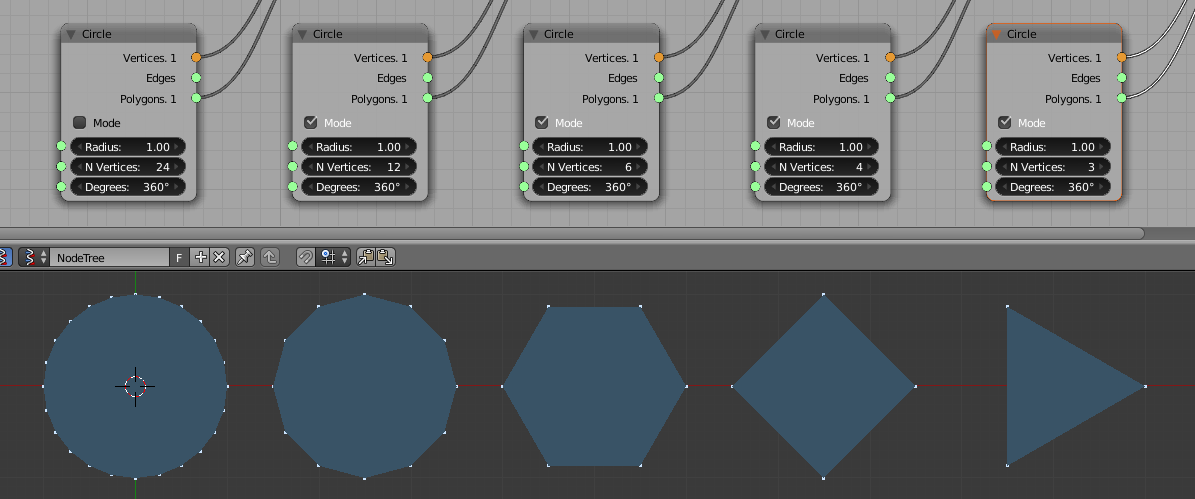 Circle
Vertices. 1
Edges
Polygons. 1
Mode
Radius: 1.00
N Vertices: 24
Degrees: 360°
Circle
Vertices. 1
Edges
Polygons. 1
Mode
Radius: 1.00
N Vertices: 12
Degrees: 360°
Circle
Vertices. 1
Edges
Polygons. 1
Mode
Radius: 1.00
N Vertices: 6
Degrees: 360°
Circle
Vertices. 1
Edges
Polygons. 1
Mode
Radius: 1.00
N Vertices: 4
Degrees: 360°
Circle
Vertices. 1
Edges
Polygons. 1
Mode
Radius: 1.00
N Vertices: 3
Degrees: 360°
NodeTree F